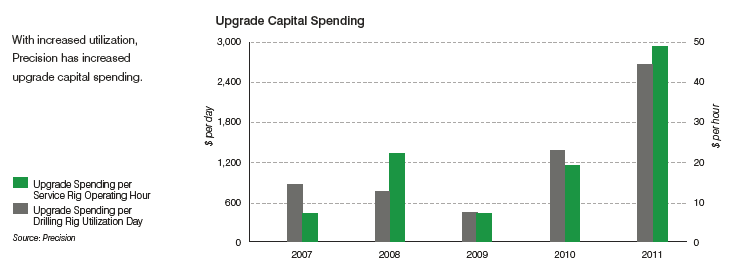 Upgrade Capital Spending
With increased utilization,
Precision has increased
upgrade capital spending.
3,000
2,400
1,800
1,200
600
0
$ per day
50
40
30
20
10
0
$ per hour
2007 2008 2009 2010 2011
Upgrade Spending per
Service Rig Operating Hour
Upgrade Spending per
Drilling Rig Utilization Day
Source: Precision